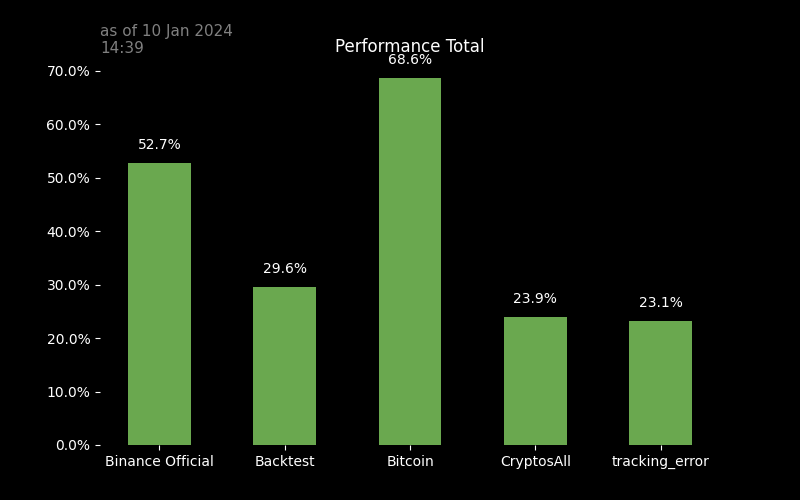 as of 10 Jan 2024
14:39
Performance Total
70.0%
60.0%
50.0%
40.0%
30.0%
20.0%
10.0%
0.0%
52.7%
29.6%
68.6%
23.9%
23.1%
Binance Official
Backtest
Bitcoin
CryptosAll
tracking_error